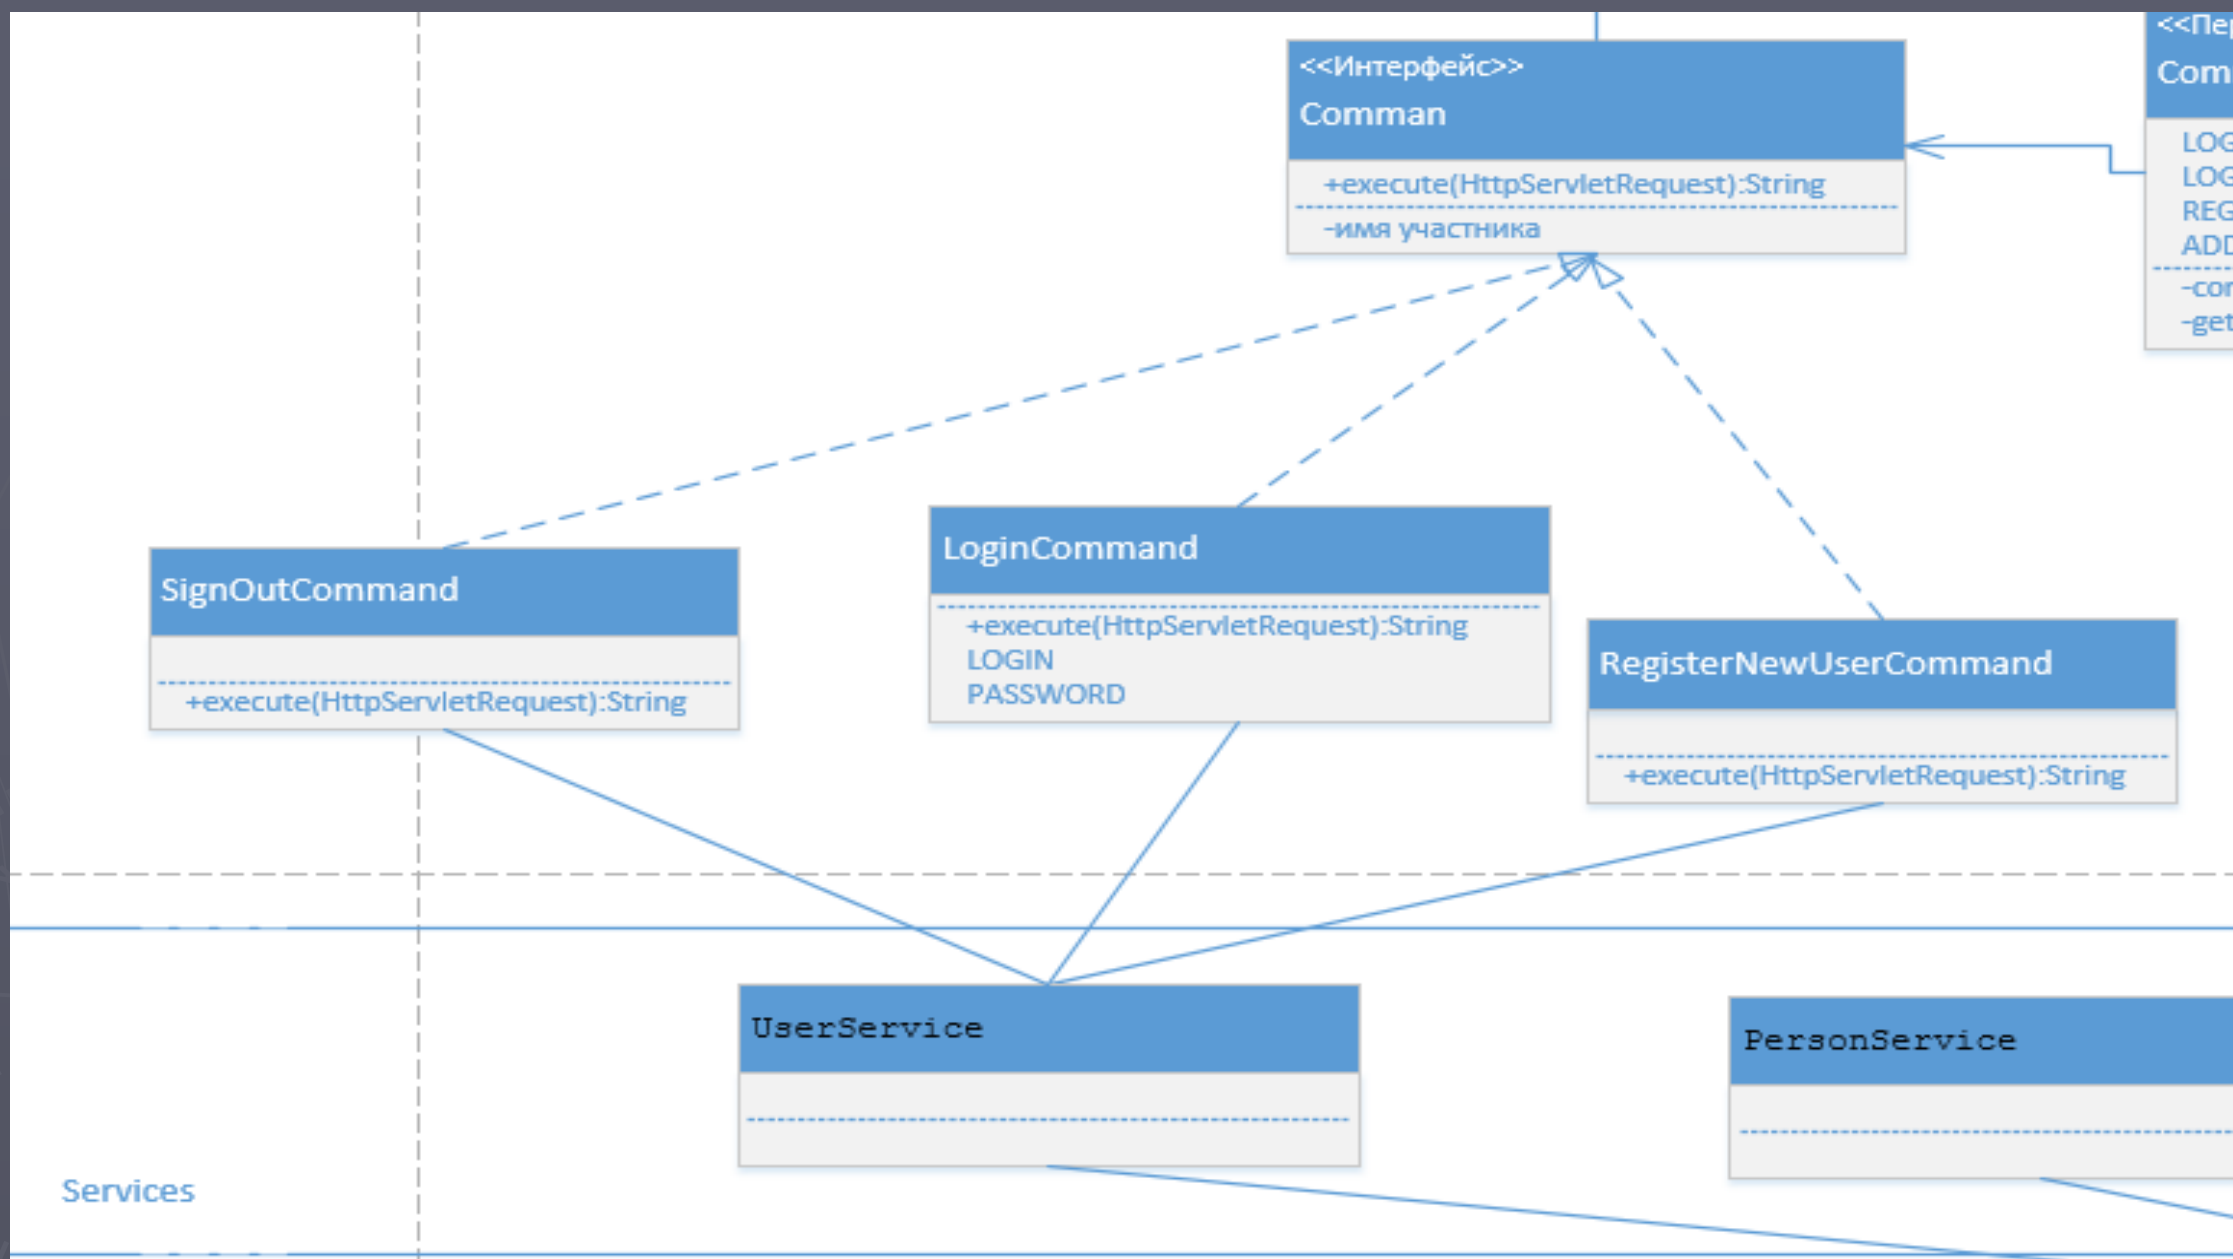 <<Интерфейс>>
Comman
+execute(HttpServletRequest):String
-имя участника
SignOutCommand
+execute(HttpServletRequest):String
LoginCommand
+execute(HttpServletRequest):String
LOGIN
PASSWORD
RegisterNewUserCommand
+execute(HttpServletRequest):String
UserService
PersonService
Services